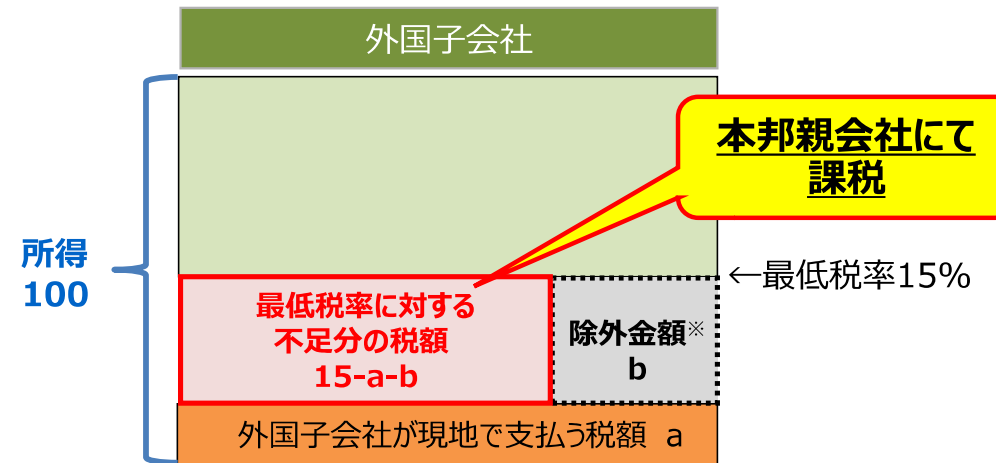 外国子会社
本邦親会社にて
課税
所得
100
←最低税率15%
最低税率に対する
不足分の税額
15-a-b
除外金額※
b
外国子会社が現地で支払う税額 a